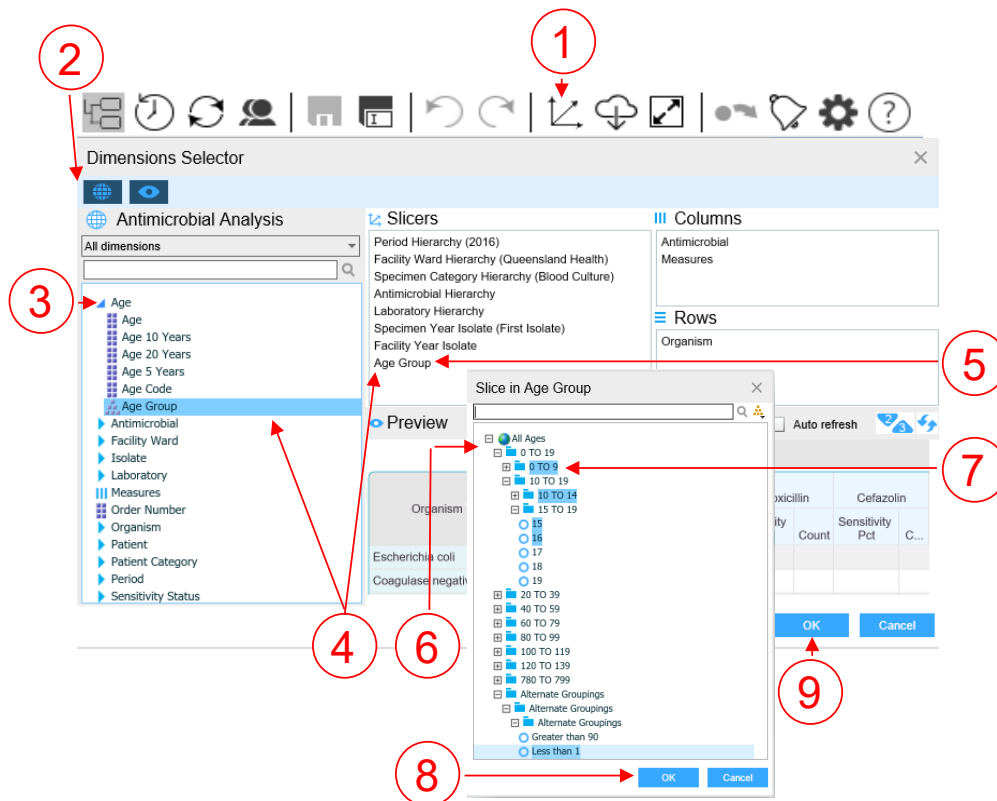 1
2
Dimensions Selector
Antimicrobial Analysis
All dimensions
3
Age
Age
Age 10 Years
Age 20 Years
Age 5 Years
Age Code
Age Group
Antimicrobial
Facility Ward
Isolate
Laboratory
Measures
Order Number
Organism
Patient
Patient Category
Period
Sensitivity Status
Slicers
Period Hierarchy (2016)
Facility Ward Hierarchy (Queensland Health)
Specimen Category Hierarchy (Blood Culture)
Antimicrobial Hierarchy
Laboratory Hierarchy
Specimen Year Isolate (First Isolate)
Facility Year Isolate
Age Group
Columns
Antimicrobial
Measures
Rows
Organism
5
Preview
Auto refresh
2
3
Organism
Cefazolin
Count
Sensitivity
Pct
C...
Escherichia coli
Slice in Age Group
All Ages
0 TO 19
0 TO 9
10 TO 19
10 TO 14
15 TO 19
15
16
17
18
19
20 TO 39
40 TO 59
60 TO 79
80 TO 99
100 TO 119
120 TO 139
780 TO 799
Alternate Groupings
Alternate Groupings
Alternate Groupings
Greater than 90
Less than 1
OK Cancel
7
OK Cancel
4
6
9
8